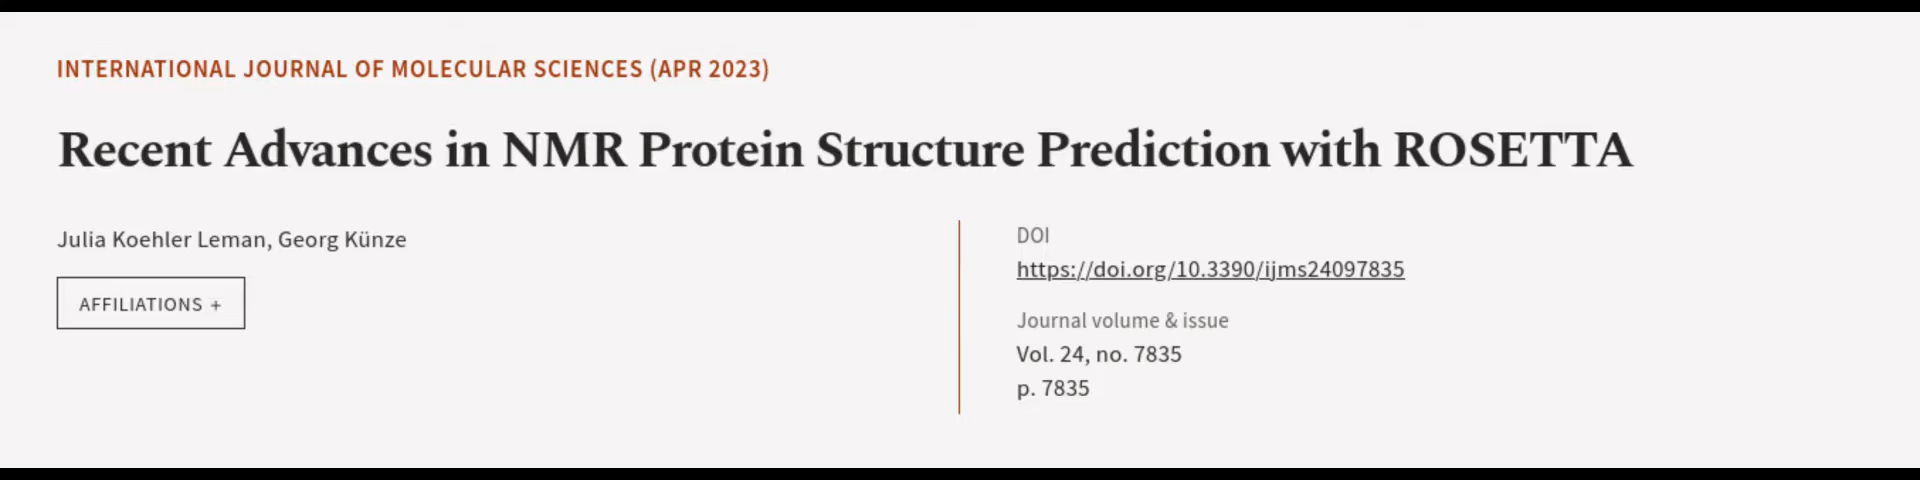 INTERNATIONAL JOURNAL OF MOLECULAR SCIENCES (APR 2023)
Recent Advances in NMR Protein Structure Prediction with ROSETTA
Julia Koehler Leman, Georg Künze
AFFILIATIONS +
DOI
https://doi.org/10.3390/ijms24097835
Journal volume & issue
Vol. 24, no. 7835
p. 7835